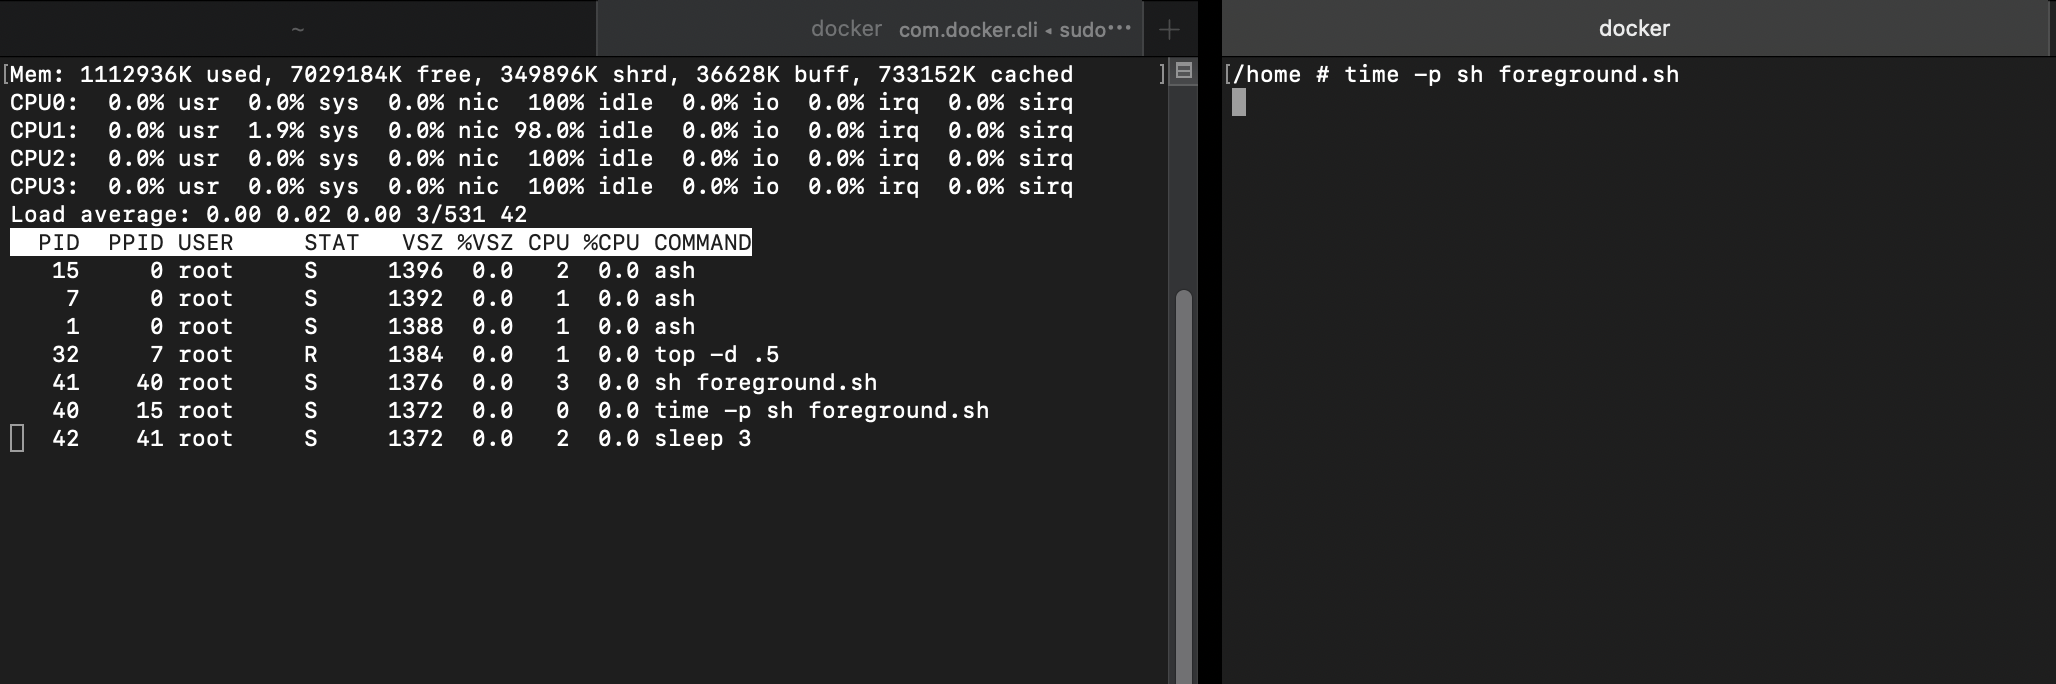 ~
docker com.docker.cli ◂ sudo···
[Mem: 1112936K used, 7029184K free, 349896K shrd, 36628K buff, 733152K cached ]
CPU0:  0.0% usr  0.0% sys  0.0% nic  100% idle  0.0% io  0.0% irq  0.0% sirq
CPU1:  0.0% usr  1.9% sys  0.0% nic 98.0% idle  0.0% io  0.0% irq  0.0% sirq
CPU2:  0.0% usr  0.0% sys  0.0% nic  100% idle  0.0% io  0.0% irq  0.0% sirq
CPU3:  0.0% usr  0.0% sys  0.0% nic  100% idle  0.0% io  0.0% irq  0.0% sirq
Load average: 0.00 0.02 0.00 3/531 42
  PID  PPID USER     STAT   VSZ %VSZ CPU %CPU COMMAND
   15     0 root     S     1396  0.0   2  0.0 ash
    7     0 root     S     1392  0.0   1  0.0 ash
    1     0 root     S     1388  0.0   1  0.0 ash
   32     7 root     R     1384  0.0   1  0.0 top -d .5
   41    40 root     S     1376  0.0   3  0.0 sh foreground.sh
   40    15 root     S     1372  0.0   0  0.0 time -p sh foreground.sh
   42    41 root     S     1372  0.0   2  0.0 sleep 3
docker
[/home # time -p sh foreground.sh